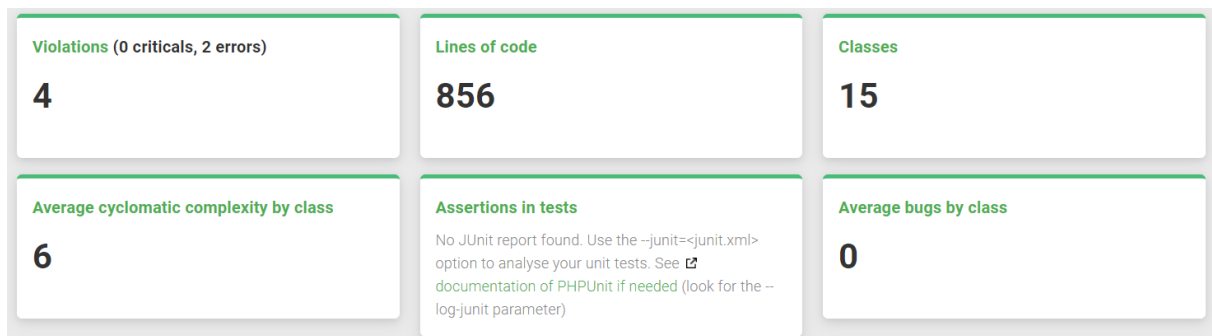 Violations (0 criticals, 2 errors)
4
Lines of code
856
Classes
15
Average cyclomatic complexity by class
6
Assertions in tests
No JUnit report found. Use the --junit=<junit.xml>
option to analyse your unit tests. See
documentation of PHPUnit if needed (look for the --
log-junit parameter)
Average bugs by class
0